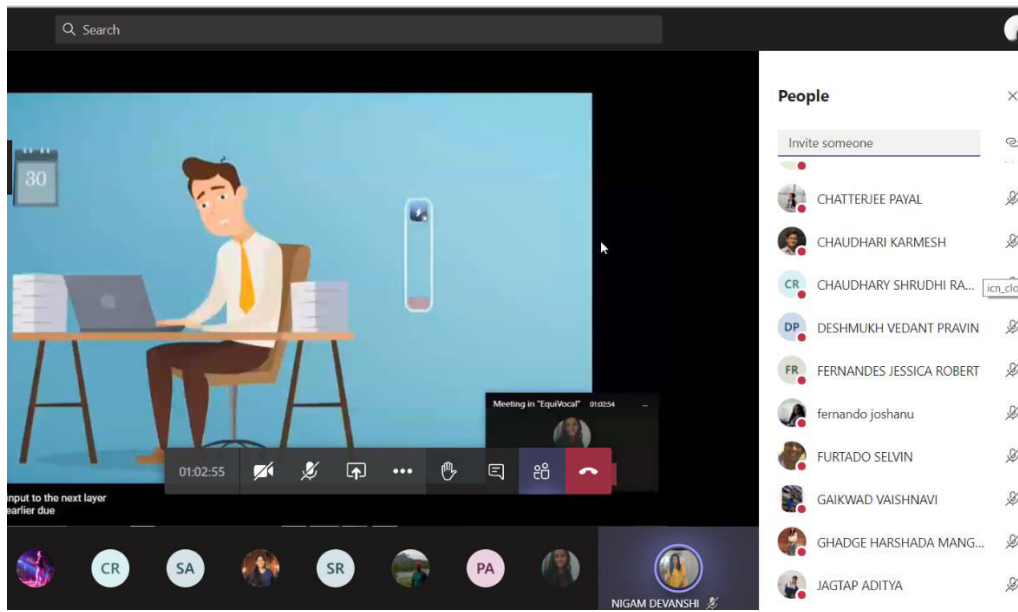 Search
30
Meeting in "EquiVocal" 01:02:54 ...
01:02:55
to the next layer
earlier due
CR
SA
SR
PA
NIGAM DEVANSHI
People
Invite someone
CHATTERJEE PAYAL
CHAUDHARI KARMESH
CR CHAUDHARY SHRUDHI RA...
icn_clo
DP DESHMUKH VEDANT PRAVIN
FR FERNANDES JESSICA ROBERT
fernando joshanu
FURTADO SELVIN
GAIKWAD VAISHNAVI
GHADGE HARSHADA MANG...
JAGTAP ADITYA